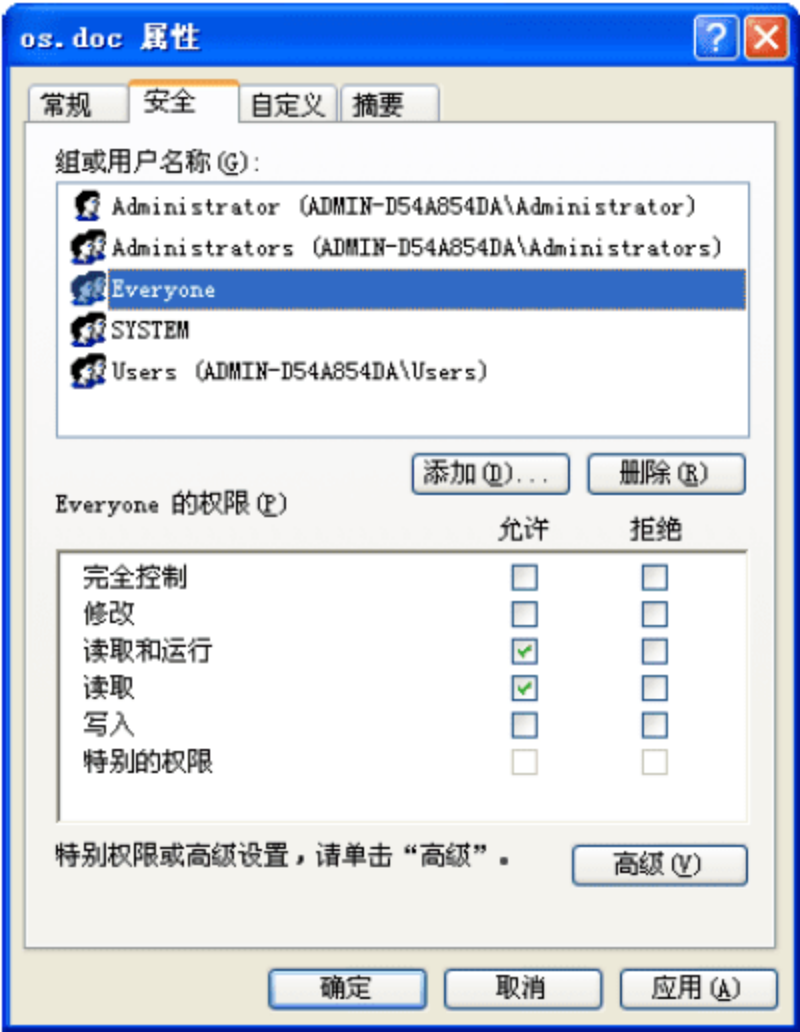 os.doc 属性
常规 安全 自定义 摘要
组或用户名称(G):
Administrator (ADMIN-D54A854DA\Administrator)
Administrators (ADMIN-D54A854DA\Administrators)
Everyone
SYSTEM
Users (ADMIN-D54A854DA\Users)
添加(D)... 删除(R)
Everyone 的权限(P)
允许 拒绝
完全控制
修改
读取和运行
读取
写入
特别的权限
特别权限或高级设置，请单击“高级”。
高级(V)
确定 取消 应用(A)